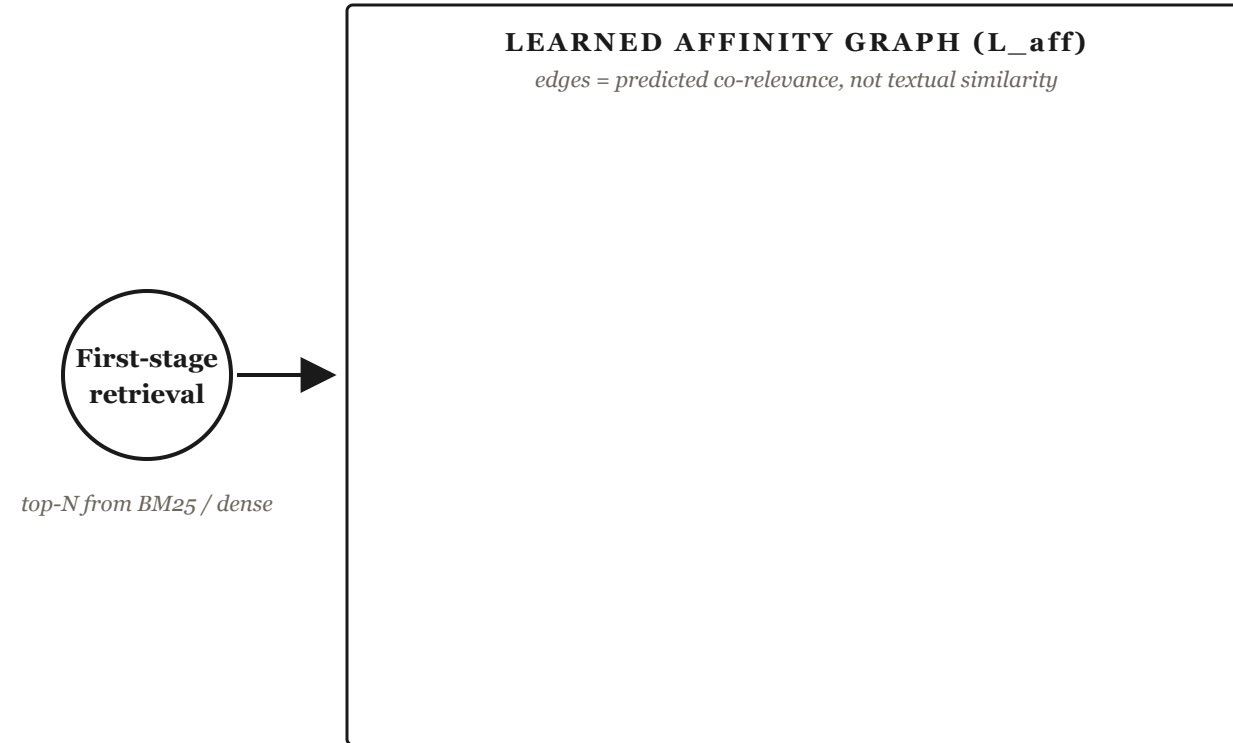 LEARNED AFFINITY GRAPH (L_aff)
edges = predicted co-relevance, not textual similarity
First-stage
retrieval
top-N from BM25 / dense